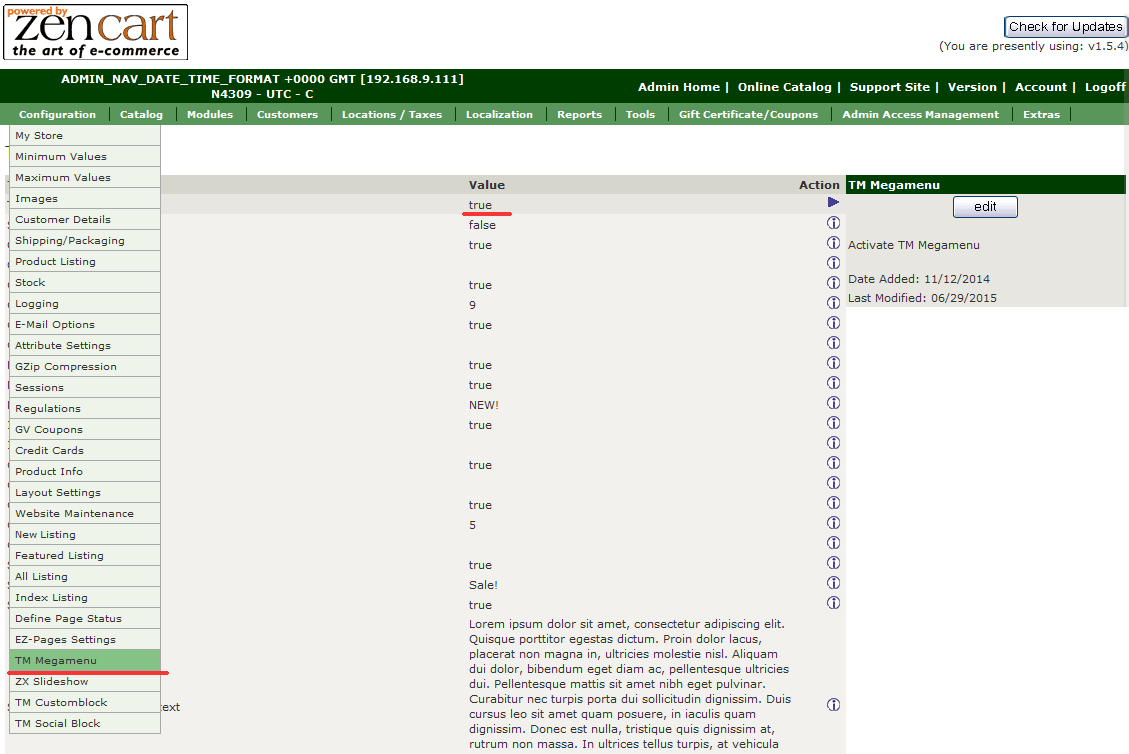 powered by
zen cart
the art of e-commerce
Check for Updates
(You are presently using: v1.5.4)
ADMIN_NAV_DATE_TIME_FORMAT +0000 GMT [192.168.9.111]
N4309 - UTC - C
Admin Home | Online Catalog | Support Site | Version | Account | Logoff
Configuration Catalog Modules Customers Locations / Taxes Localization Reports Tools Gift Certificate/Coupons Admin Access Management Extras
My Store
Minimum Values
Maximum Values
Images
Customer Details
Shipping/Packaging
Product Listing
Stock
Logging
E-Mail Options
Attribute Settings
GZip Compression
Sessions
Regulations
GV Coupons
Credit Cards
Product Info
Layout Settings
Website Maintenance
New Listing
Featured Listing
All Listing
Index Listing
Define Page Status
EZ-Pages Settings
TM Megamenu
ZX Slideshow
TM Customblock
TM Social Block
text
Value
Action
true
false
true
true
9
true
true
true
NEW!
true
true
true
5
true
Sale!
true
Lorem ipsum dolor sit amet, consectetur adipiscing elit.
Quisque porttitor egestas dictum. Proin dolor lacus,
placerat non magna in, ultricies molestie nisl. Aliquam
dui dolor, bibendum eget diam ac, pellentesque ultricies
dui. Pellentesque mattis sit amet nibh eget pulvinar.
Curabitur nec turpis porta dui sollicitudin dignissim. Duis
cursus leo sit amet quam posuere, in iaculis quam
dignissim. Donec est nulla, tristique quis dignissim at,
rutrum non massa. In ultrices tellus turpis, at vehicula
TM Megamenu
edit
Activate TM Megamenu
Date Added: 11/12/2014
Last Modified: 06/29/2015